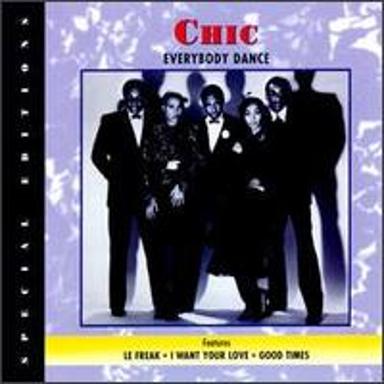 SPECIAL EDITIONS
CHIC
EVERYBODY DANCE
Features
LE FREAK • I WANT YOUR LOVE • GOOD TIMES